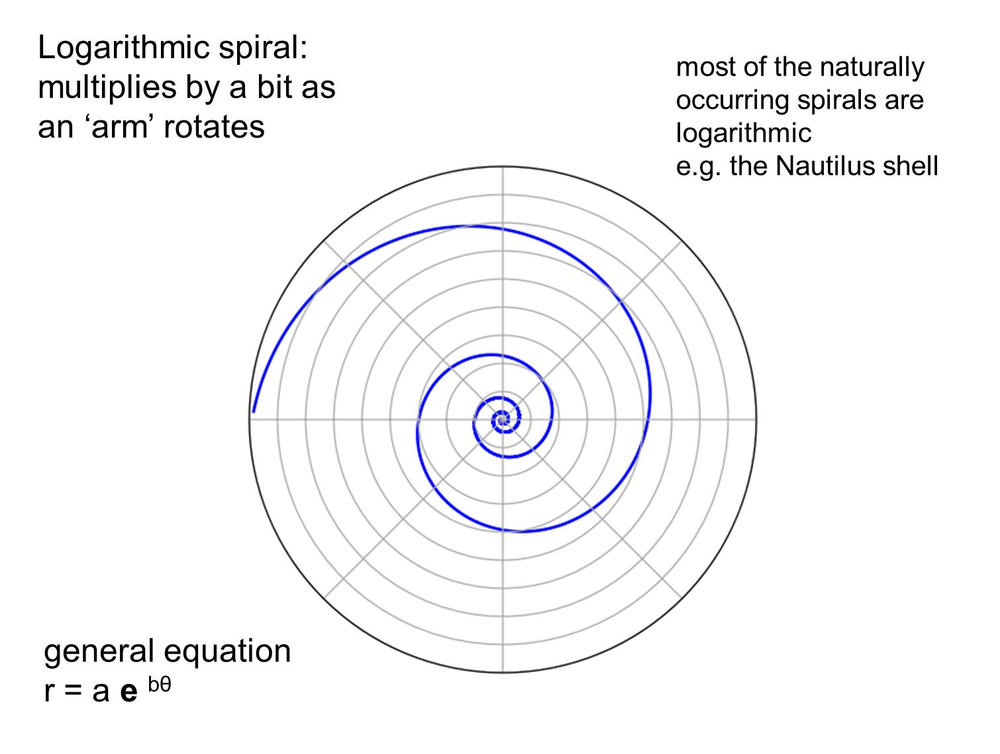 Logarithmic spiral:
multiplies by a bit as
an ‘arm’ rotates
most of the naturally
occurring spirals are
logarithmic
e.g. the Nautilus shell
general equation
r = a e bθ